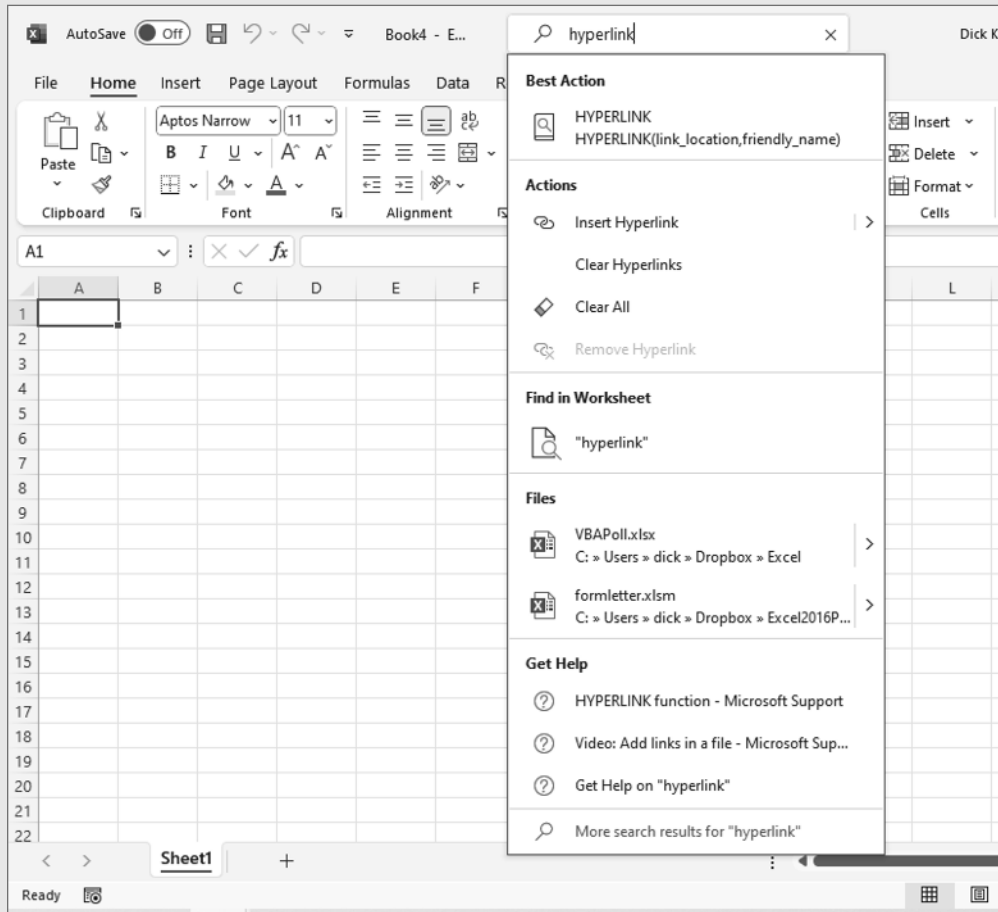 AutoSave Off Book4 - E... hyperlink Dick K
File Home Insert Page Layout Formulas Data R
Paste
Clipboard
Aptos Narrow 11
B I U A A
A
Font
ab
Alignment
Insert
Delete
Format
Cells
A1 fx
A B C D E F L
1
2
3
4
5
6
7
8
9
10
11
12
13
14
15
16
17
18
19
20
21
22
Best Action
HYPERLINK
HYPERLINK(link_location,friendly_name)
Actions
Insert Hyperlink
Clear Hyperlinks
Clear All
Remove Hyperlink
Find in Worksheet
"hyperlink"
Files
VBAPoll.xlsx
C: » Users » dick » Dropbox » Excel
formletter.xlsm
C: » Users » dick » Dropbox » Excel2016P...
Get Help
HYPERLINK function - Microsoft Support
Video: Add links in a file - Microsoft Sup...
Get Help on "hyperlink"
More search results for "hyperlink"
Sheet1
Ready